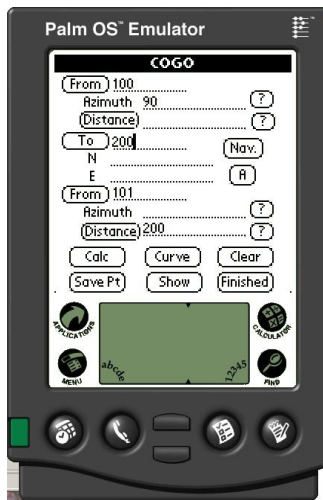 Palm OS™ Emulator
COGO
From 100
Azimuth 90 ?
Distance ?
To 200 Nav.
N
E A
From 101
Azimuth ?
Distance 200 ?
Calc Curve Clear
Save Pt Show Finished
APPLICATIONS CALCULATOR
MENU abcde 12345 FIND